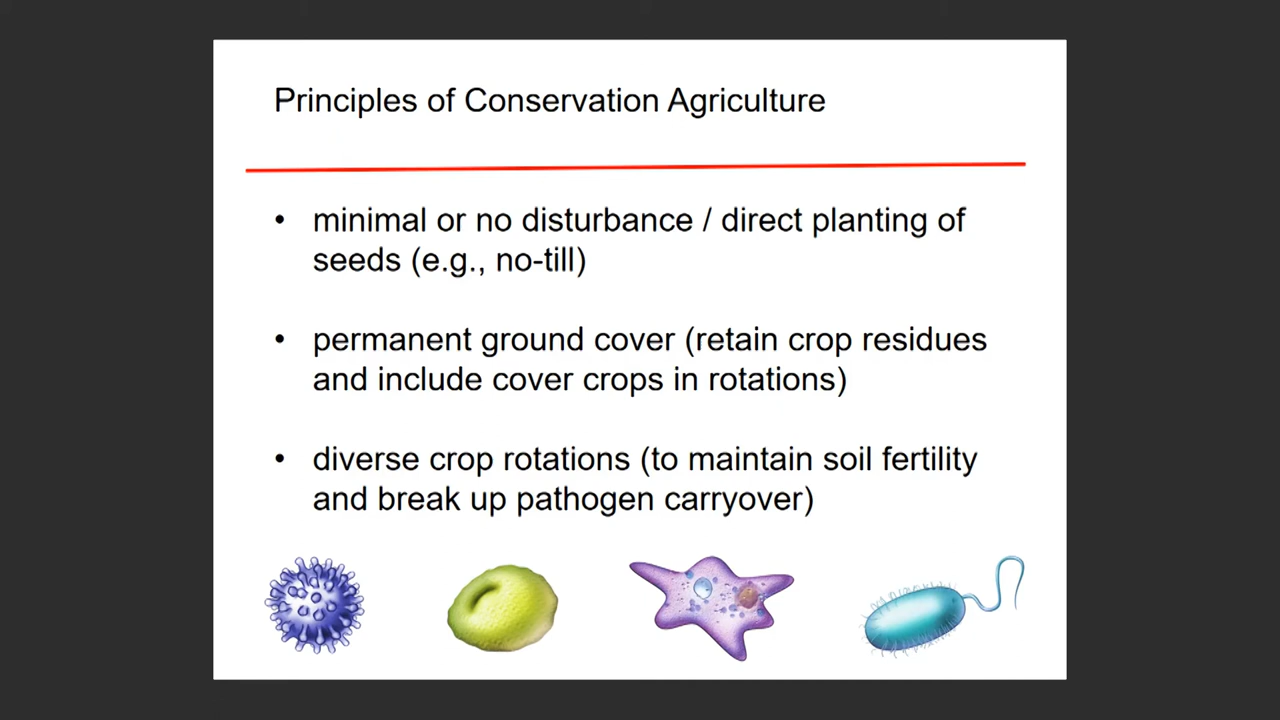 Principles of Conservation Agriculture
• minimal or no disturbance / direct planting of
seeds (e.g., no-till)
• permanent ground cover (retain crop residues
and include cover crops in rotations)
• diverse crop rotations (to maintain soil fertility
and break up pathogen carryover)